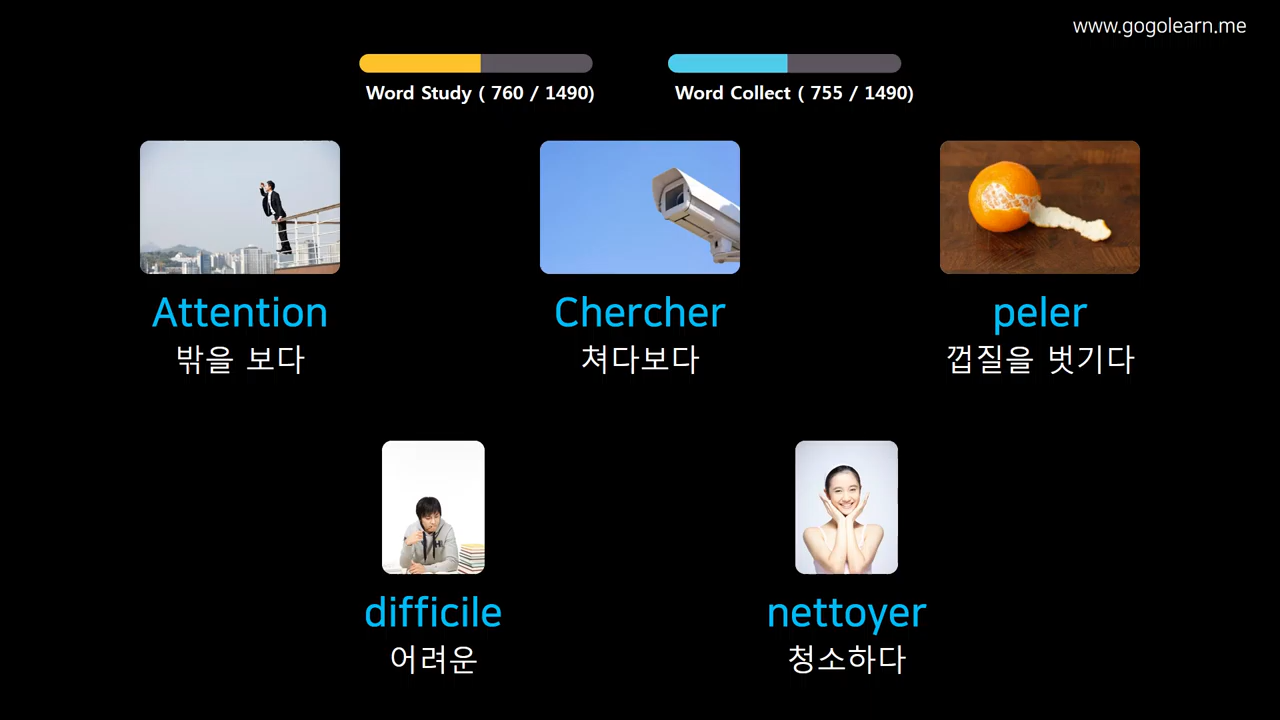 www.gogolearn.me
Word Study ( 760 / 1490)
Word Collect ( 755 / 1490)
Attention
밖을 보다
Chercher
쳐다보다
peler
껍질을 벗기다
difficile
어려운
nettoyer
청소하다